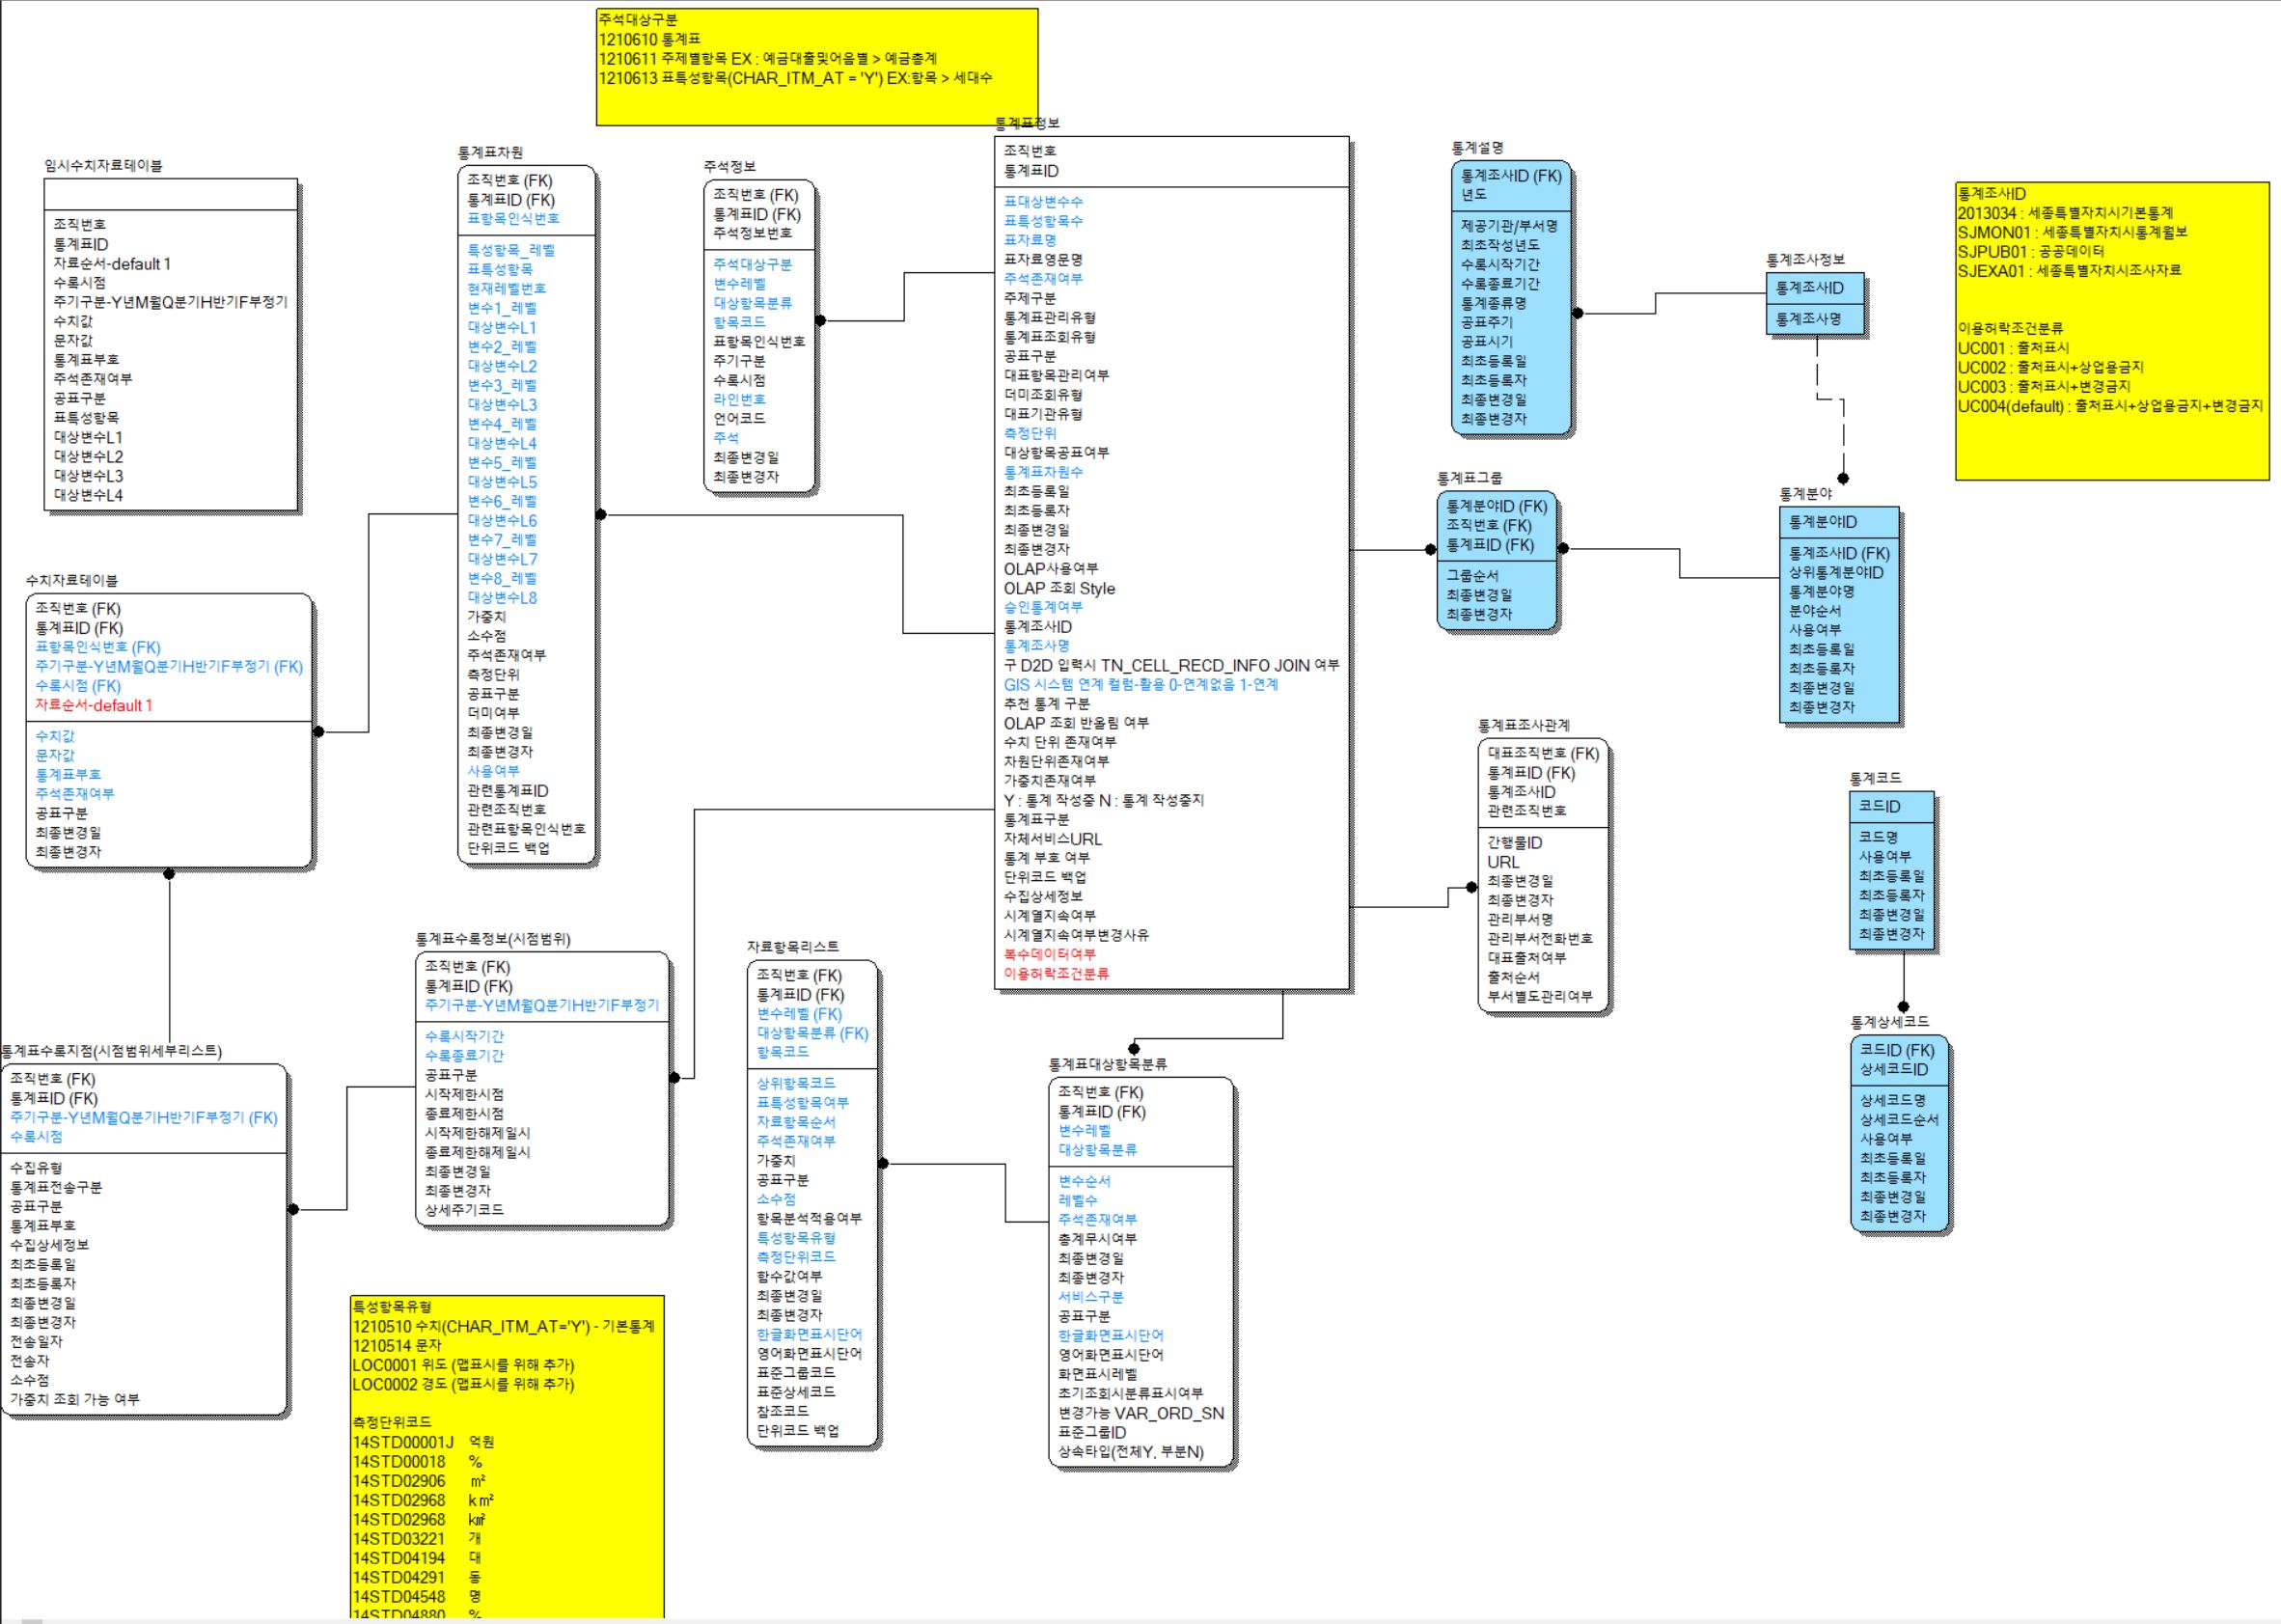 주석대상구분
1210610 통계표
1210611 주제별항목 EX : 예금대출및어음별 > 예금총계
1210613 표특성항목(CHAR_ITM_AT = 'Y') EX:항목 > 세대수
임시수치자료테이블
조직번호
통계표ID
자료순서-default 1
수록시점
주기구분-Y년M월Q분기H반기F부정기
수치값
문자값
통계표부호
주석존재여부
공표구분
표특성항목
대상변수L1
대상변수L2
대상변수L3
대상변수L4
통계표차원
조직번호 (FK)
통계표ID (FK)
표항목인식번호
특성항목_레벨
표특성항목
현재레벨번호
변수1_레벨
대상변수L1
변수2_레벨
대상변수L2
변수3_레벨
대상변수L3
변수4_레벨
대상변수L4
변수5_레벨
대상변수L5
변수6_레벨
대상변수L6
변수7_레벨
대상변수L7
변수8_레벨
대상변수L8
가중치
소수점
주석존재여부
측정단위
공표구분
더미여부
최종변경일
최종변경자
사용여부
관련통계표ID
관련조직번호
관련표항목인식번호
단위코드 백업
주석정보
조직번호 (FK)
통계표ID (FK)
주석정보번호
주석대상구분
변수레벨
대상항목분류
항목코드
표항목인식번호
주기구분
수록시점
라인번호
언어코드
주석
최종변경일
최종변경자
통계표정보
조직번호
통계표ID
표대상변수수
표특성항목수
표자료명
표자료영문명
주석존재여부
주제구분
통계표관리유형
통계표조회유형
공표구분
대표항목관리여부
더미조회유형
대표기관유형
측정단위
대상항목공표여부
통계표차원수
최초등록일
최초등록자
최종변경일
최종변경자
OLAP사용여부
OLAP 조회 Style
승인통계여부
통계조사ID
통계조사명
구 D2D 입력시 TN_CELL_RECD_INFO JOIN 여부
GIS 시스템 연계 컬럼-활용 0-연계없음 1-연계
추천 통계 구분
OLAP 조회 반올림 여부
수치 단위 존재여부
차원단위존재여부
가중치존재여부
Y : 통계 작성중 N : 통계 작성중지
통계표구분
자체서비스URL
통계 부호 여부
단위코드 백업
수집상세정보
시계열지속여부
시계열지속여부변경사유
복수데이터여부
이용허락조건분류
통계설명
통계조사ID (FK)
년도
제공기관/부서명
최초작성년도
수록시작기간
수록종료기간
통계종류명
공표주기
공표시기
최초등록일
최초등록자
최종변경일
최종변경자
통계조사정보
통계조사ID
통계조사명
통계조사ID
2013034 : 세종특별자치시기본통계
SJMON01 : 세종특별자치시통계월보
SJPUB01 : 공공데이터
SJEXA01 : 세종특별자치시조사자료
이용허락조건분류
UC001 : 출처표시
UC002 : 출처표시+상업용금지
UC003 : 출처표시+변경금지
UC004(default) : 출처표시+상업용금지+변경금지
통계표그룹
통계분야ID (FK)
조직번호 (FK)
통계표ID (FK)
그룹순서
최종변경일
최종변경자
통계분야
통계분야ID
통계조사ID (FK)
상위통계분야ID
통계분야명
분야순서
사용여부
최초등록일
최초등록자
최종변경일
최종변경자
수치자료테이블
조직번호 (FK)
통계표ID (FK)
표항목인식번호 (FK)
주기구분-Y년M월Q분기H반기F부정기 (FK)
수록시점 (FK)
자료순서-default 1
수치값
문자값
통계표부호
주석존재여부
공표구분
최종변경일
최종변경자
통계표조사관계
대표조직번호 (FK)
통계표ID (FK)
통계조사ID
관련조직번호
간행물ID
URL
최종변경일
최종변경자
관리부서명
관리부서전화번호
대표출처여부
출처순서
부서별도관리여부
통계코드
코드ID
코드명
사용여부
최초등록일
최초등록자
최종변경일
최종변경자
통계상세코드
코드ID (FK)
상세코드ID
상세코드명
상세코드순서
사용여부
최초등록일
최초등록자
최종변경일
최종변경자
통계표수록정보(시점범위)
조직번호 (FK)
통계표ID (FK)
주기구분-Y년M월Q분기H반기F부정기
수록시작기간
수록종료기간
공표구분
시작제한시점
종료제한시점
시작제한해제일시
종료제한해제일시
최종변경일
최종변경자
상세주기코드
자료항목리스트
조직번호 (FK)
통계표ID (FK)
변수레벨 (FK)
대상항목분류 (FK)
항목코드
상위항목코드
표특성항목여부
자료항목순서
주석존재여부
가중치
공표구분
소수점
항목분석적용여부
특성항목유형
측정단위코드
함수값여부
최종변경일
최종변경자
한글화면표시단어
영어화면표시단어
표준그룹코드
표준상세코드
참조코드
단위코드 백업
통계표대상항목분류
조직번호 (FK)
통계표ID (FK)
변수레벨
대상항목분류
변수순서
레벨수
주석존재여부
총계무시여부
최종변경일
최종변경자
서비스구분
공표구분
한글화면표시단어
영어화면표시단어
화면표시레벨
초기조회시분류표시여부
변경가능 VAR_ORD_SN
표준그룹ID
상속타입(전체Y, 부분N)
통계표수록지점(시점범위세부리스트)
조직번호 (FK)
통계표ID (FK)
주기구분-Y년M월Q분기H반기F부정기 (FK)
수록시점
수집유형
통계표전송구분
공표구분
통계표부호
수집상세정보
최초등록일
최초등록자
최종변경일
최종변경자
전송일자
전송자
소수점
가중치 조회 가능 여부
특성항목유형
1210510 수치(CHAR_ITM_AT='Y') - 기본통계
1210514 문자
LOC0001 위도 (맵표시를 위해 추가)
LOC0002 경도 (맵표시를 위해 추가)
측정단위코드
14STD00001J 억원
14STD00018 %
14STD02906 m²
14STD02968 k m²
14STD02968 ㎢
14STD03221 개
14STD04194 대
14STD04291 동
14STD04548 명
14STD04880 %